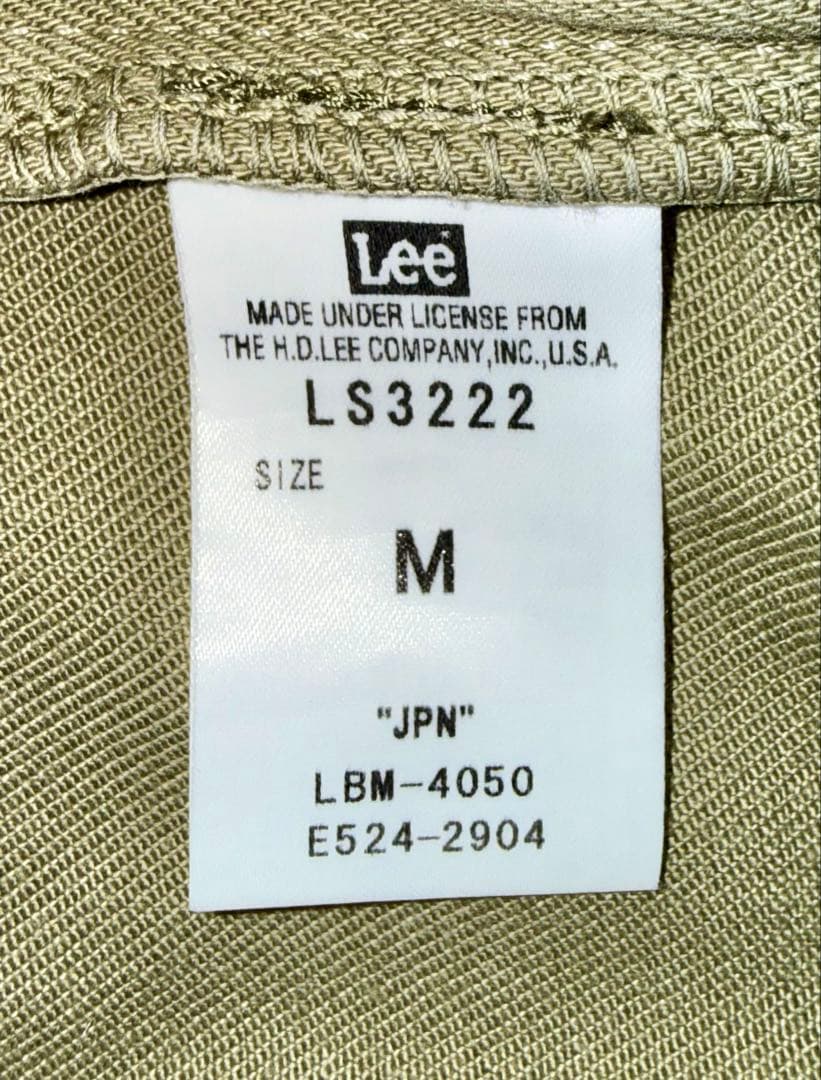 Lee
MADE UNDER LICENSE FROM
THE H.D.LEE COMPANY,INC.,U.S.A.
LS3222
SIZE
M
"JPN"
LBM-4050
E524-2904